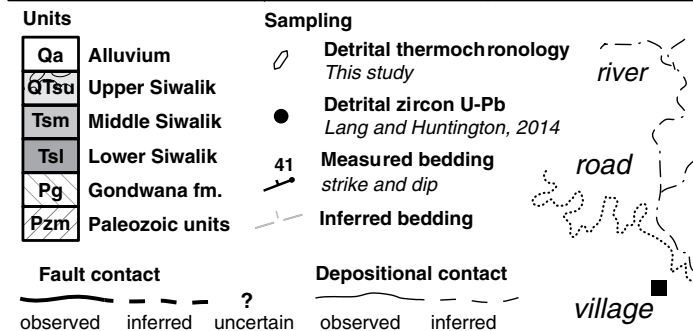 Units
Qa Alluvium
QTsu Upper Siwalik
Tsm Middle Siwalik
Tsl Lower Siwalik
Pg Gondwana fm.
Pzm Paleozoic units
Sampling
Detrital thermochronology
This study
Detrital zircon U-Pb
Lang and Huntington, 2014
41 Measured bedding
strike and dip
Inferred bedding
river
road
village
Fault contact
?
observed inferred uncertain
Depositional contact
observed inferred